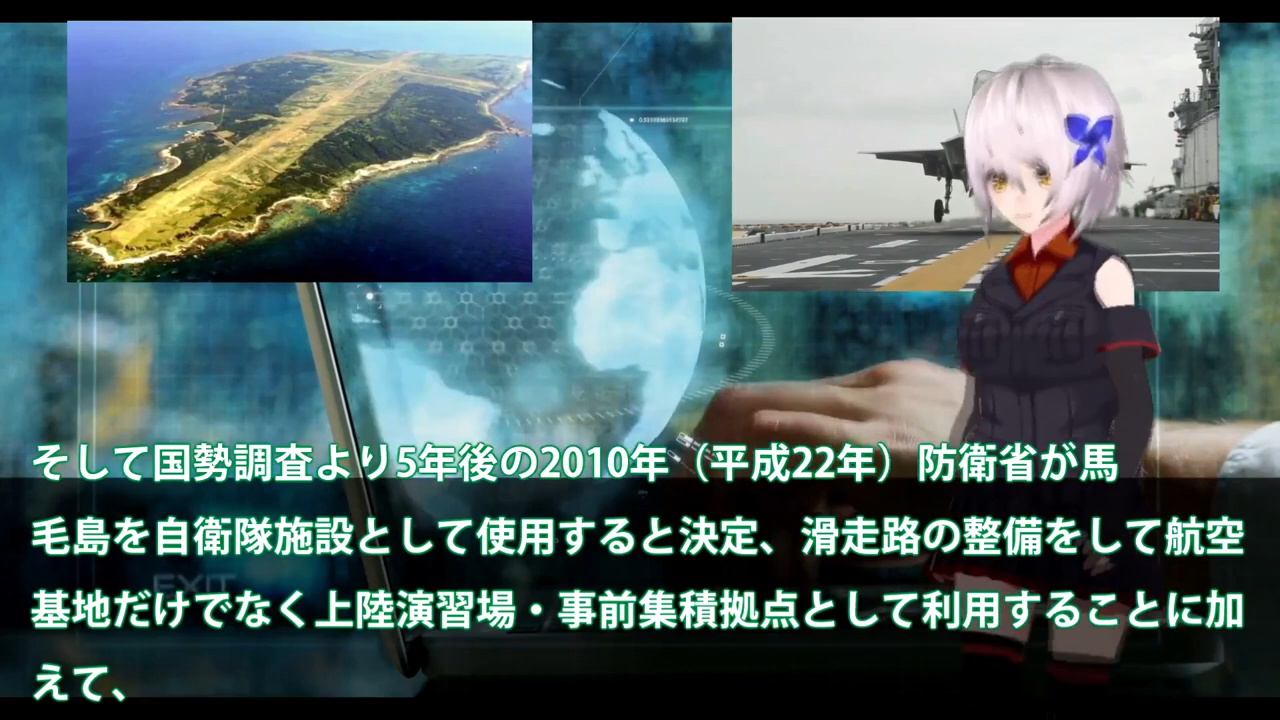 そして国勢調査より5年後の2010年（平成22年）防衛省が馬
毛島を自衛隊施設として使用すると決定、滑走路の整備をして航空
基地だけでなく上陸演習場・事前集積拠点として利用することに加
えて、
EXIT